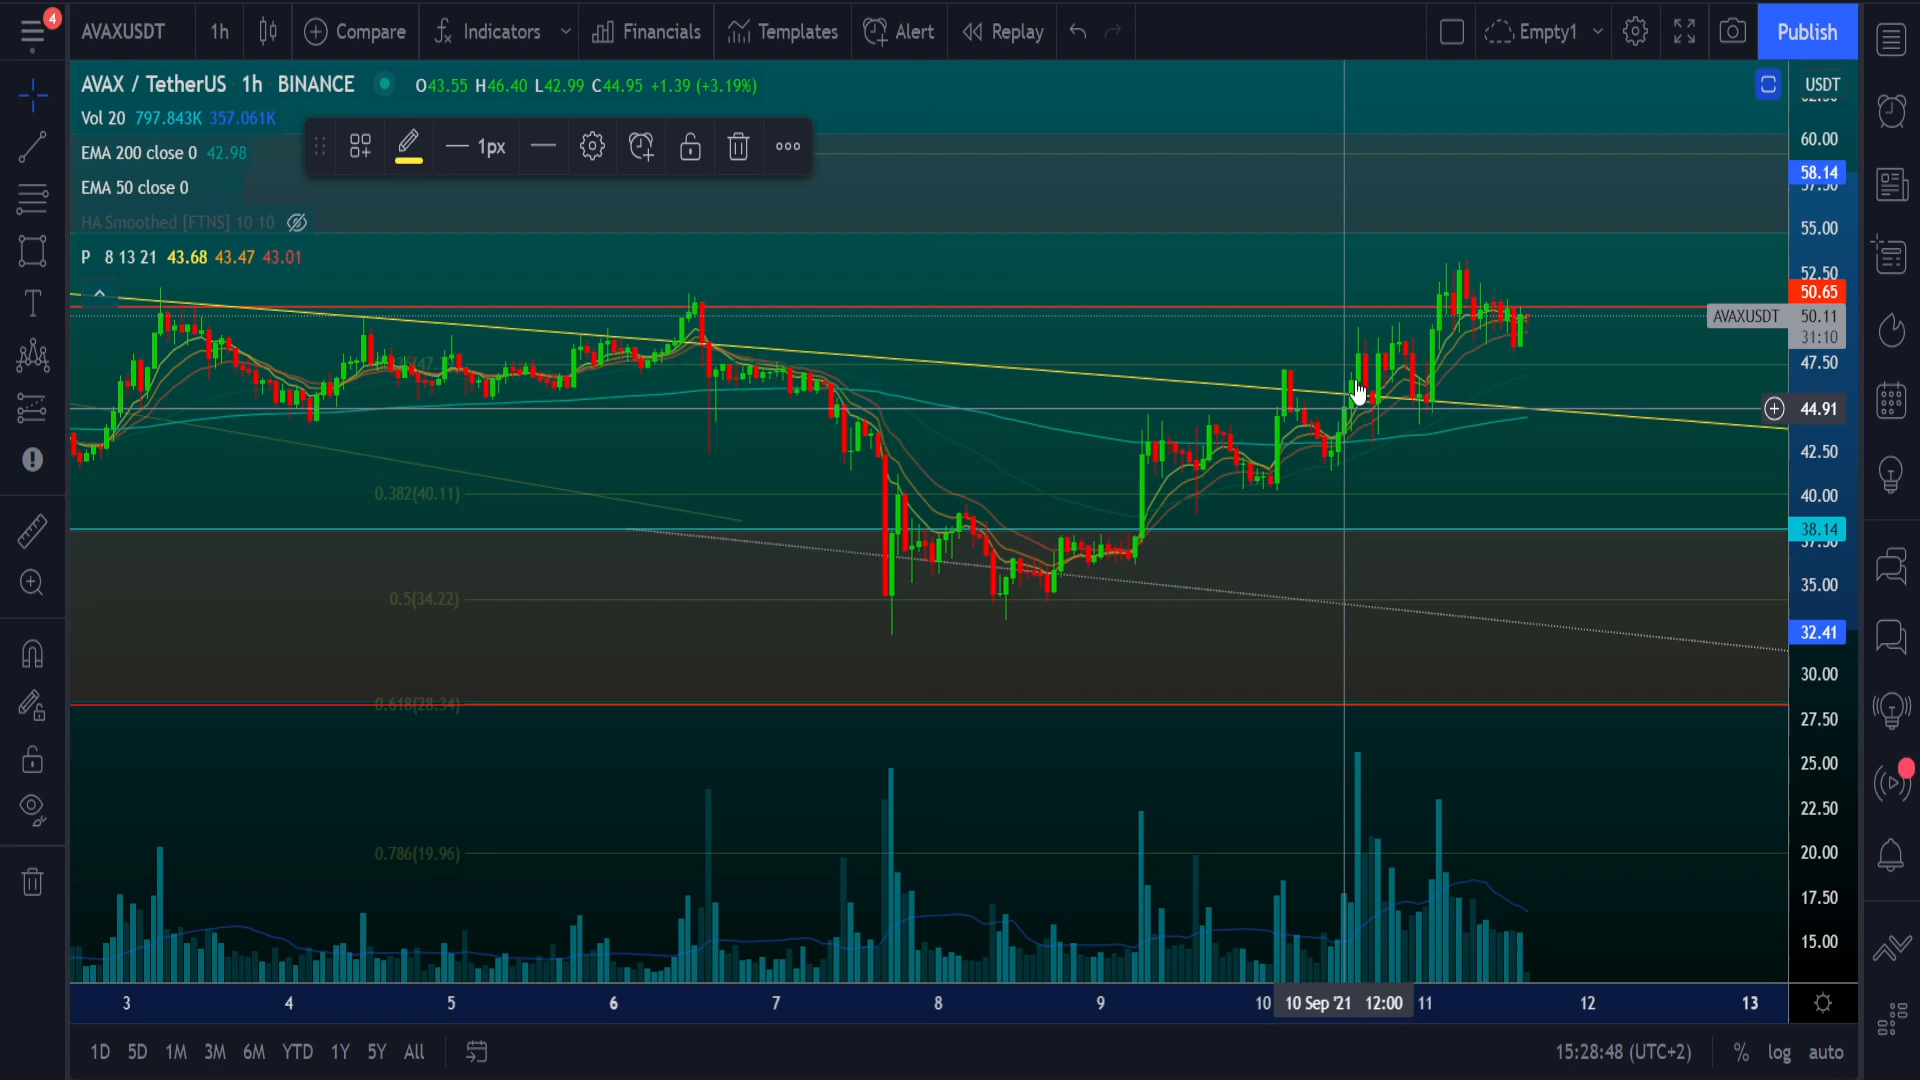 4
AVAXUSDT 1h Compare Indicators Financials Templates Alert Replay Empty1 Publish
AVAX / TetherUS 1h BINANCE O43.55 H46.40 L42.99 C44.95 +1.39 (+3.19%)
USDT
Vol 20 797.843K 357.061K
60.00
EMA 200 close 0 42.98
1px
58.14
57.50
EMA 50 close 0
HA Smoothed [FTNS] 10 10
55.00
P 8 13 21 43.68 43.47 43.01
52.50
50.65
AVAXUSDT 50.11
31:10
47.50
44.91
42.50
0.382(40.11)
40.00
38.14
37.50
35.00
0.5(34.22)
32.41
30.00
0.618(28.34)
27.50
25.00
22.50
0.786(19.96)
20.00
17.50
15.00
3 4 5 6 7 8 9 10 10 Sep '21 12:00 11 12 13
1D 5D 1M 3M 6M YTD 1Y 5Y All
15:28:48 (UTC+2) % log auto